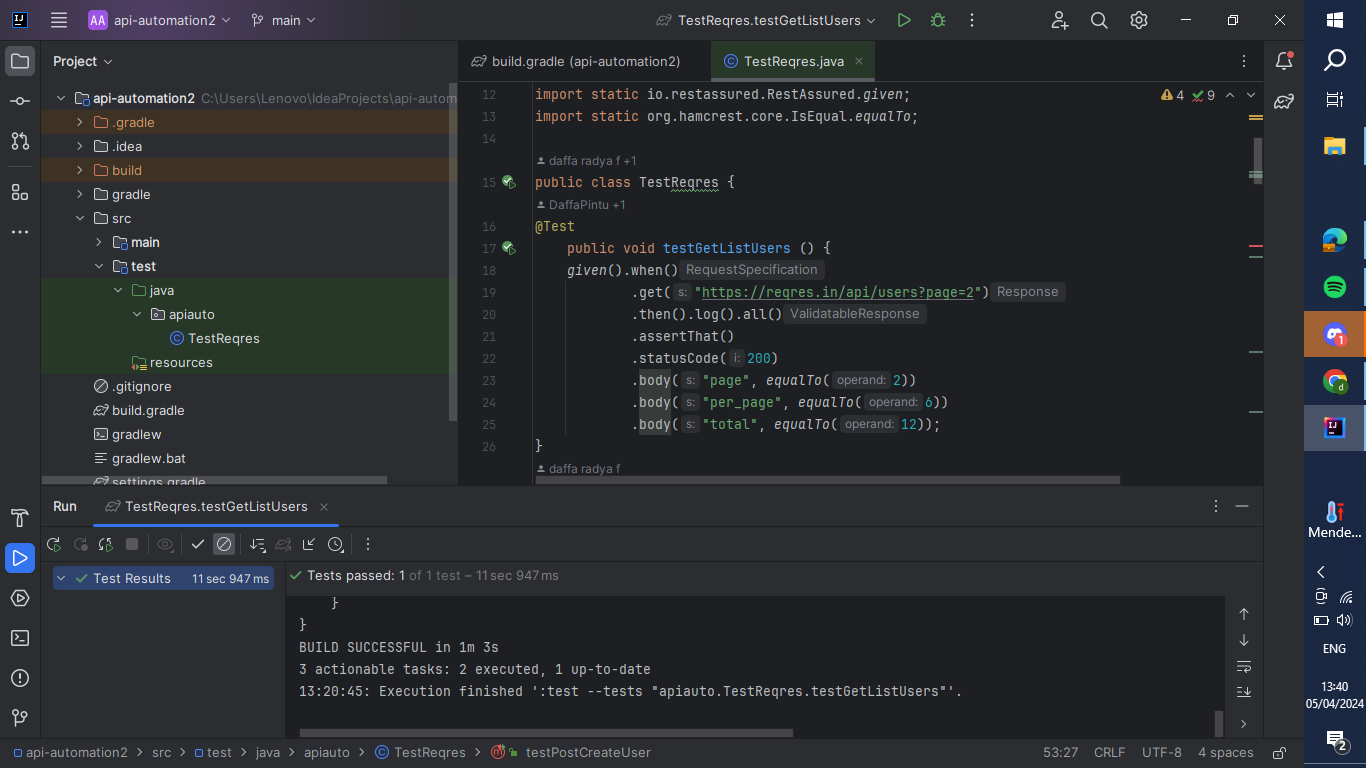 AA api-automation2 main TestReqres.testGetListUsers
Project
api-automation2 C:\Users\Lenovo\IdeaProjects\api-autom
.gradle
.idea
build
gradle
src
main
test
java
apiauto
TestReqres
resources
.gitignore
build.gradle
gradlew
gradlew.bat
settings.gradle
build.gradle (api-automation2) TestReqres.java
4 9
12 import static io.restassured.RestAssured.given;
13 import static org.hamcrest.core.IsEqual.equalTo;
14
daffa radya f +1
15 public class TestReqres {
DaffaPintu +1
16 @Test
17 public void testGetListUsers () {
18 given().when() RequestSpecification
19 .get( s: "https://reqres.in/api/users?page=2") Response
20 .then().log().all() ValidatableResponse
21 .assertThat()
22 .statusCode( i: 200)
23 .body( s: "page", equalTo( operand: 2))
24 .body( s: "per_page", equalTo( operand: 6))
25 .body( s: "total", equalTo( operand: 12));
26 }
daffa radya f
Run TestReqres.testGetListUsers
Test Results 11 sec 947 ms
Tests passed: 1 of 1 test – 11 sec 947 ms
}
}
BUILD SUCCESSFUL in 1m 3s
3 actionable tasks: 2 executed, 1 up-to-date
13:20:45: Execution finished ':test --tests "apiauto.TestReqres.testGetListUsers"'.
api-automation2 src test java apiauto TestReqres testPostCreateUser
53:27 CRLF UTF-8 4 spaces
1
d
IJ
Mende...
ENG
13:40
05/04/2024
2